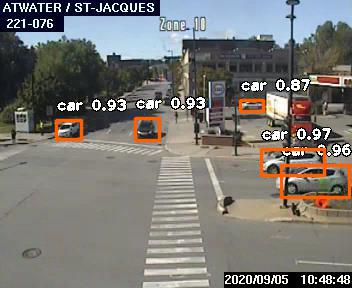 ATWATER / ST-JACQUES
221-076
Zone 10
car 0.87
car 0.93
car 0.93
car 0.97
car 0.96
2020/09/05 10:48:48